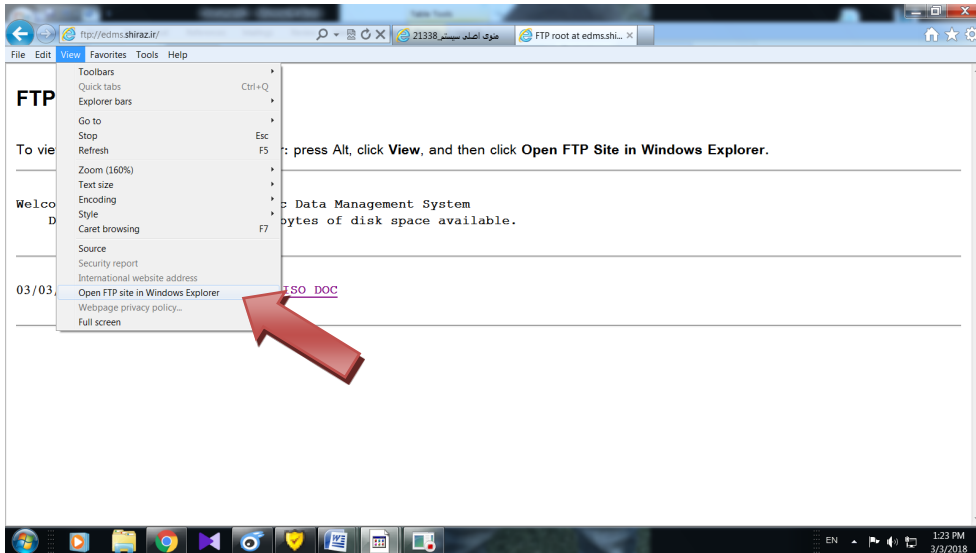 Table Tools
ftp://edms.shiraz.ir/
منوی اصلی سیستم_21338
FTP root at edms.shi...
File Edit View Favorites Tools Help
Toolbars
Quick tabs Ctrl+Q
Explorer bars
Go to
Stop Esc
Refresh F5
Zoom (160%)
Text size
Encoding
Style
Caret browsing F7
Source
Security report
International website address
Open FTP site in Windows Explorer
Webpage privacy policy...
Full screen
FTP
To vie r: press Alt, click View, and then click Open FTP Site in Windows Explorer.
Welco c Data Management System
D bytes of disk space available.
03/03/ ISO DOC
EN
1:23 PM
3/3/2018